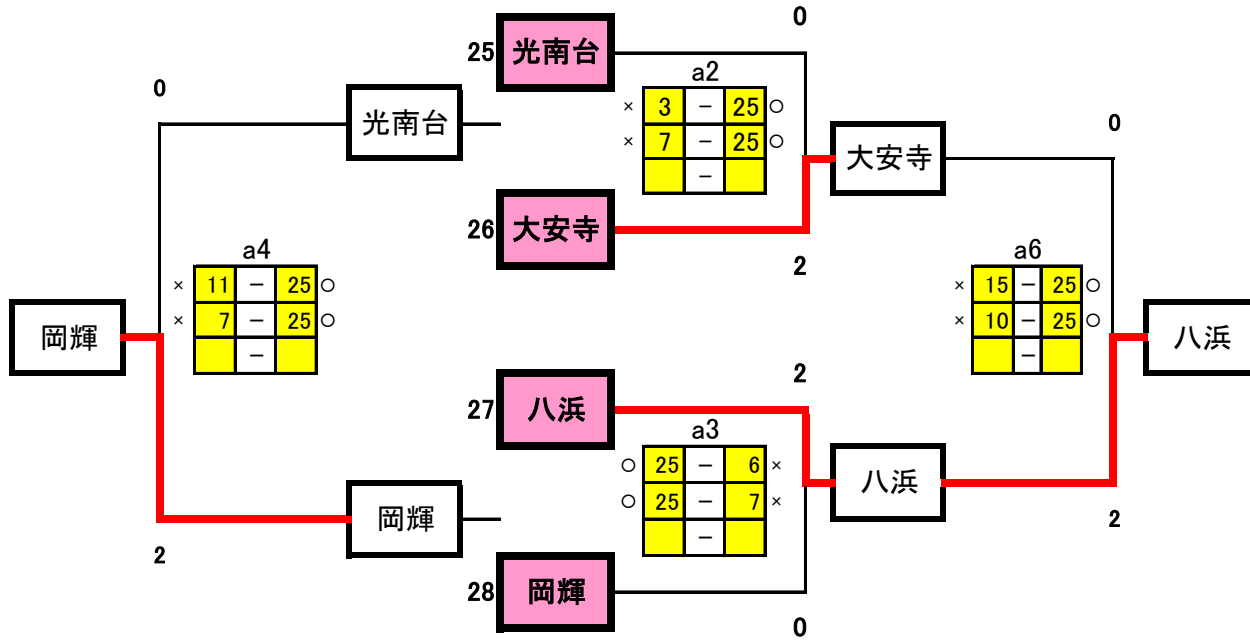 0
25 光南台
a2
× 3 － 25 ○
× 7 － 25 ○
－
0
光南台
大安寺
0
26 大安寺
2
a4
× 11 － 25 ○
× 7 － 25 ○
－
a6
× 15 － 25 ○
× 10 － 25 ○
－
岡輝
八浜
2
27 八浜
a3
○ 25 － 6 ×
○ 25 － 7 ×
－
八浜
岡輝
2
2
28 岡輝
0